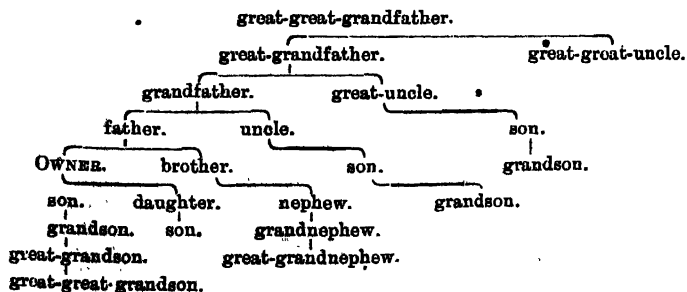 great-great-grandfather.
great-grandfather. great-groat-uncle.
grandfather. great-uncle.
father. uncle. son.
OWNER. brother. son. grandson.
son. daughter. nephew. grandson.
grandson. son. grandnephew.
great-grandson. great-grandnephew.
groat-great-grandson.